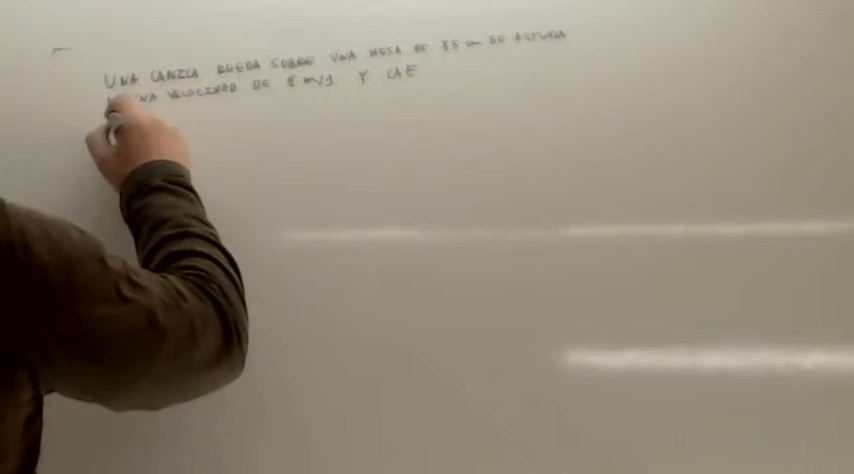 UNA CANICA RUEDA SOBRE UNA MESA DE 85 cm DE ALTURA
A UNA VELOCIDAD DE 8 m/s Y CAE